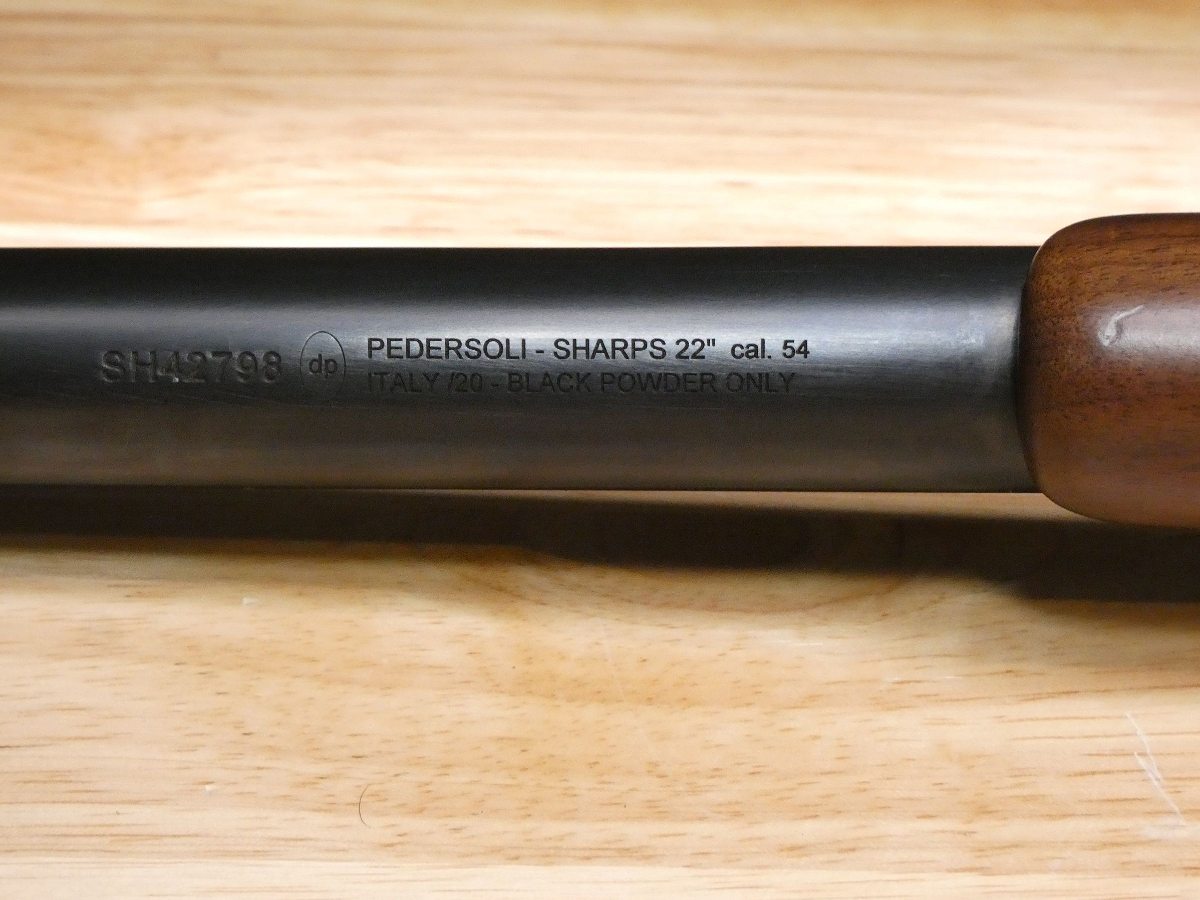 SH42798 dp PEDERSOLI - SHARPS 22" cal. 54
ITALY /20 - BLACK POWDER ONLY